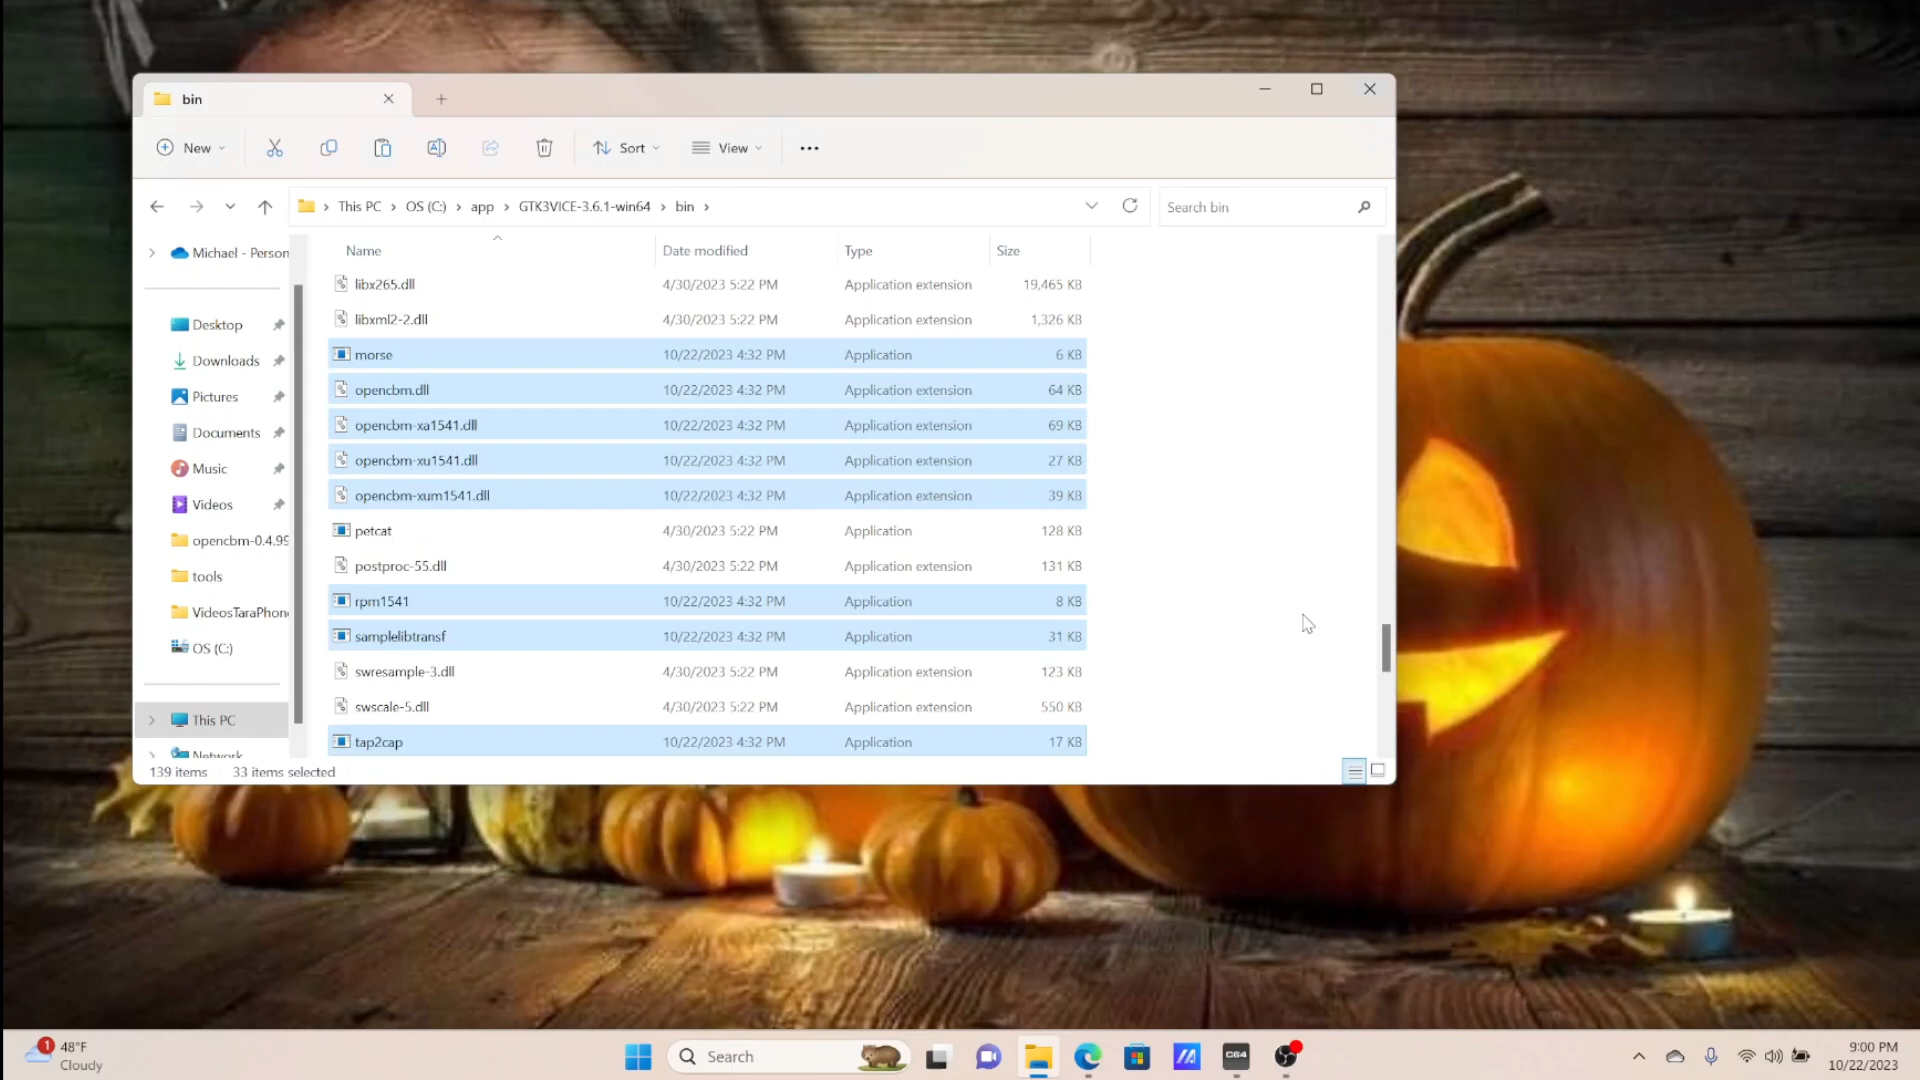 bin
New
Sort
View
This PC > OS (C:) > app > GTK3VICE-3.6.1-win64 > bin >
Search bin
Michael - Person
Desktop
Downloads
Pictures
Documents
Music
Videos
opencbm-0.4.99
tools
VideosTaraPhon
OS (C:)
This PC
Network
Name Date modified Type Size
libx265.dll 4/30/2023 5:22 PM Application extension 19,465 KB
libxml2-2.dll 4/30/2023 5:22 PM Application extension 1,326 KB
morse 10/22/2023 4:32 PM Application 6 KB
opencbm.dll 10/22/2023 4:32 PM Application extension 64 KB
opencbm-xa1541.dll 10/22/2023 4:32 PM Application extension 69 KB
opencbm-xu1541.dll 10/22/2023 4:32 PM Application extension 27 KB
opencbm-xum1541.dll 10/22/2023 4:32 PM Application extension 39 KB
petcat 4/30/2023 5:22 PM Application 128 KB
postproc-55.dll 4/30/2023 5:22 PM Application extension 131 KB
rpm1541 10/22/2023 4:32 PM Application 8 KB
samplelibtransf 10/22/2023 4:32 PM Application 31 KB
swresample-3.dll 4/30/2023 5:22 PM Application extension 123 KB
swscale-5.dll 4/30/2023 5:22 PM Application extension 550 KB
tap2cap 10/22/2023 4:32 PM Application 17 KB
139 items 33 items selected
1
48°F
Cloudy
Search
C64
9:00 PM
10/22/2023